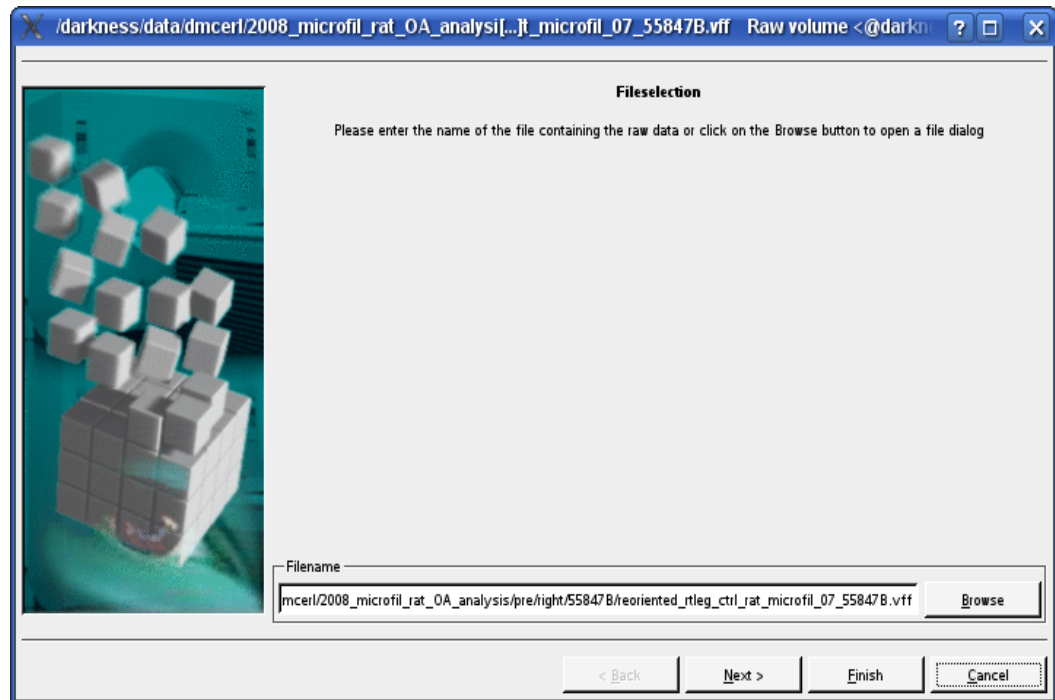 /darkness/data/dmcerl/2008_microfil_rat_OA_analysi[...]t_microfil_07_55847B.vff Raw volume <@darkn
Fileselection
Please enter the name of the file containing the raw data or click on the Browse button to open a file dialog
Filename
mcerl/2008_microfil_rat_OA_analysis/pre/right/55847B/reoriented_rtleg_ctrl_rat_microfil_07_55847B.vff
Browse
< Back
Next >
Finish
Cancel